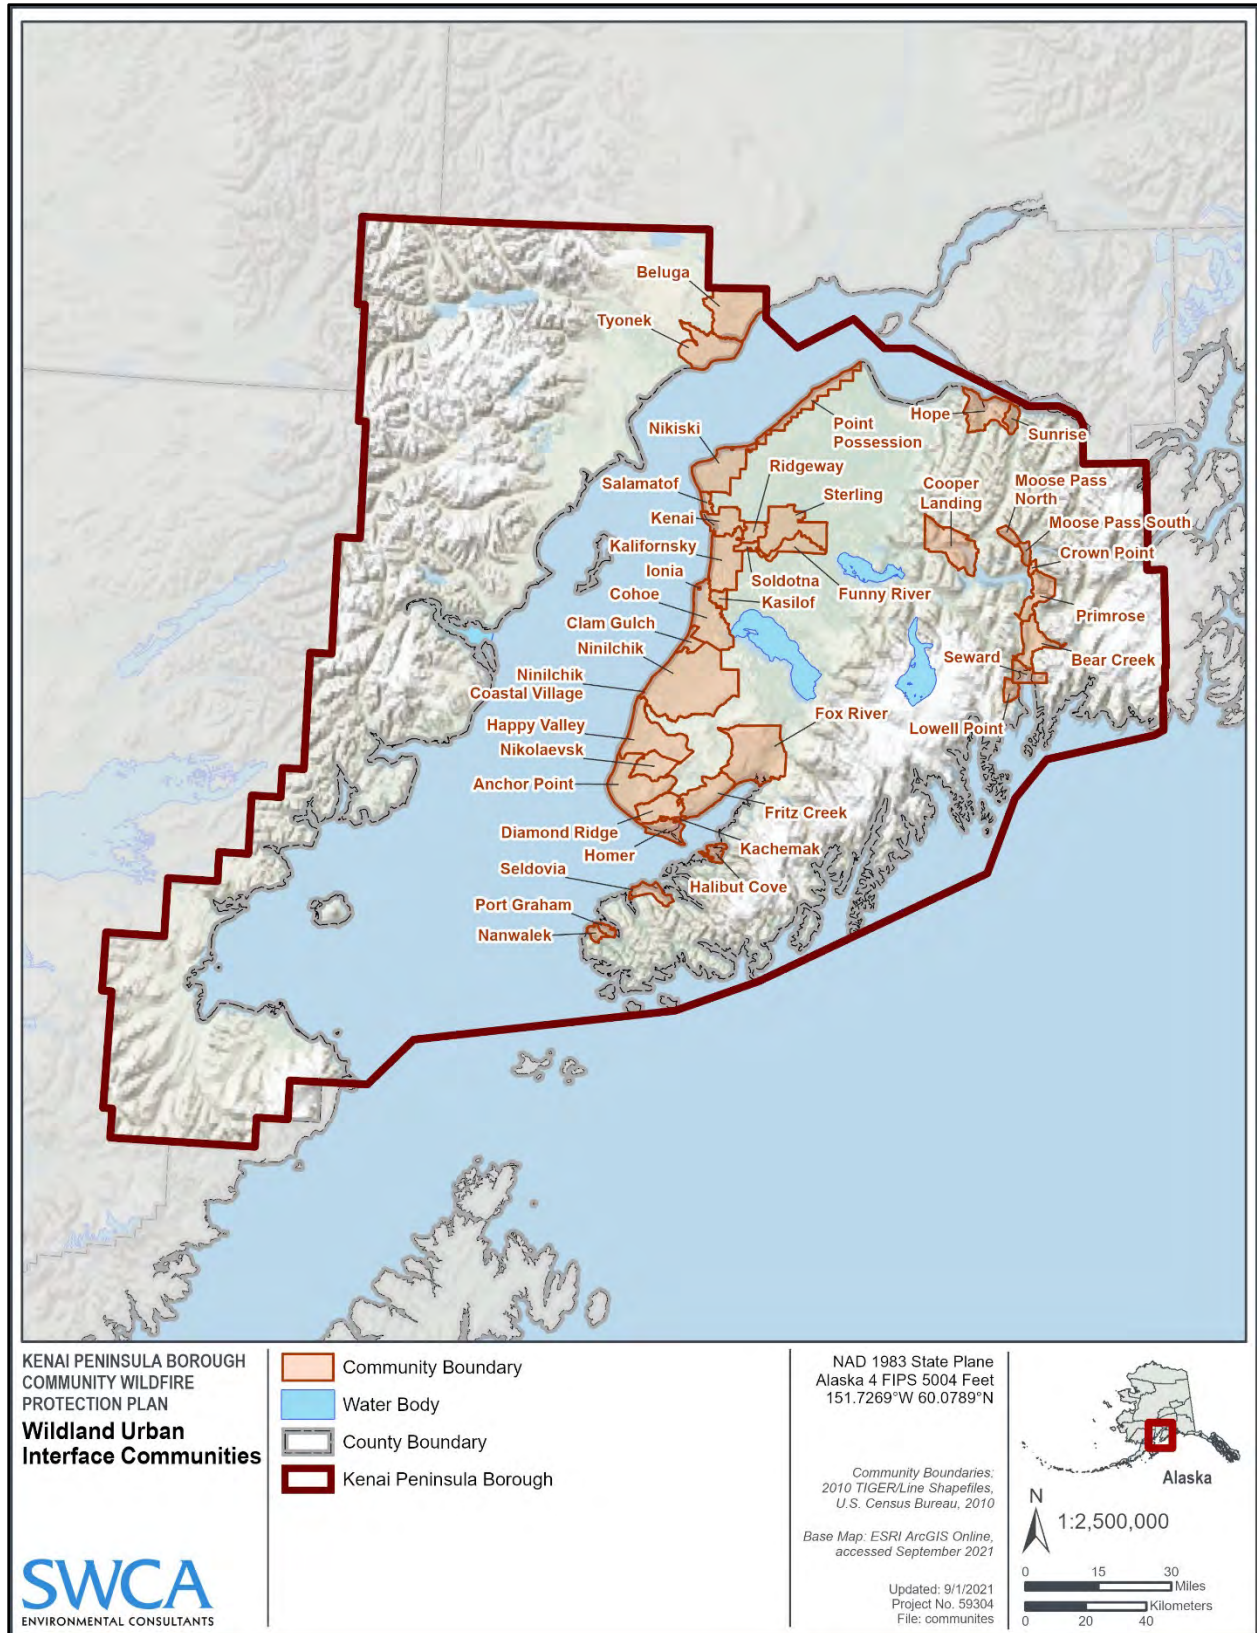 Beluga
Tyonek
Hope
Sunrise
Point
Possession
Nikiski
Ridgeway
Salamatof
Sterling
Cooper
Landing
Moose Pass
North
Kenai
Moose Pass South
Kalifornsky
Crown Point
Ionia
Soldotna
Funny River
Cohoe
Kasilof
Primrose
Clam Gulch
Ninilchik
Seward
Bear Creek
Ninilchik
Coastal Village
Fox River
Lowell Point
Happy Valley
Nikolaevsk
Anchor Point
Fritz Creek
Diamond Ridge
Kachemak
Homer
Seldovia
Halibut Cove
Port Graham
Nanwalek
KENAI PENINSULA BOROUGH
COMMUNITY WILDFIRE
PROTECTION PLAN
Wildland Urban
Interface Communities
SWCA
ENVIRONMENTAL CONSULTANTS
Community Boundary
Water Body
County Boundary
Kenai Peninsula Borough
NAD 1983 State Plane
Alaska 4 FIPS 5004 Feet
151.7269°W 60.0789°N
Community Boundaries:
2010 TIGER/Line Shapefiles,
U.S. Census Bureau, 2010
Base Map: ESRI ArcGIS Online,
accessed September 2021
Updated: 9/1/2021
Project No. 59304
File: communites
Alaska
N
1:2,500,000
0 15 30
Miles
Kilometers
0 20 40